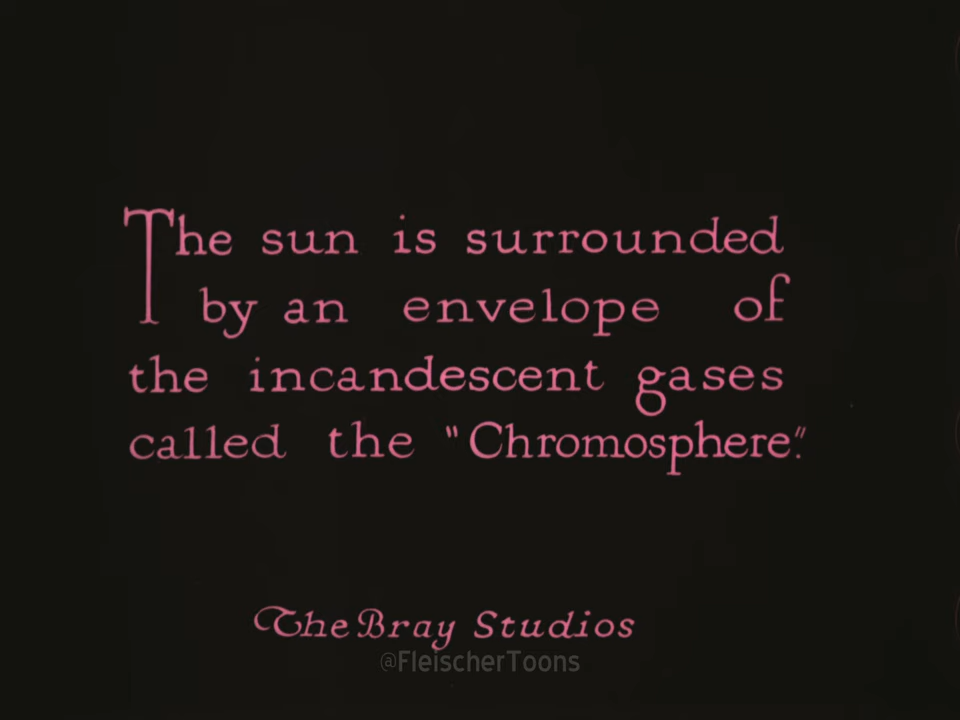 The sun is surrounded
by an envelope of
the incandescent gases
called the "Chromosphere."
The Bray Studios
@FleischerToons